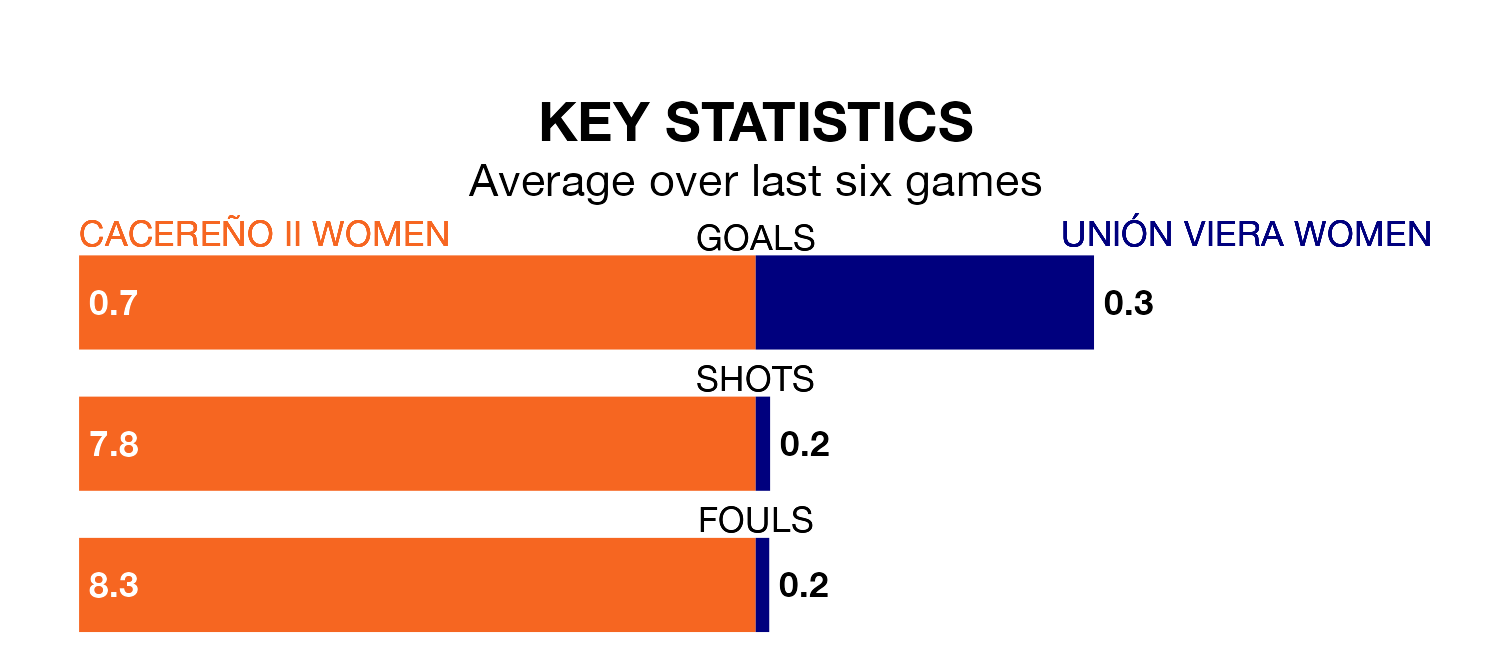 KEY STATISTICS
Average over last six games
CACEREÑO II WOMEN GOALS UNIÓN VIERA WOMEN
0.7 0.3
SHOTS
7.8 0.2
FOULS
8.3 0.2